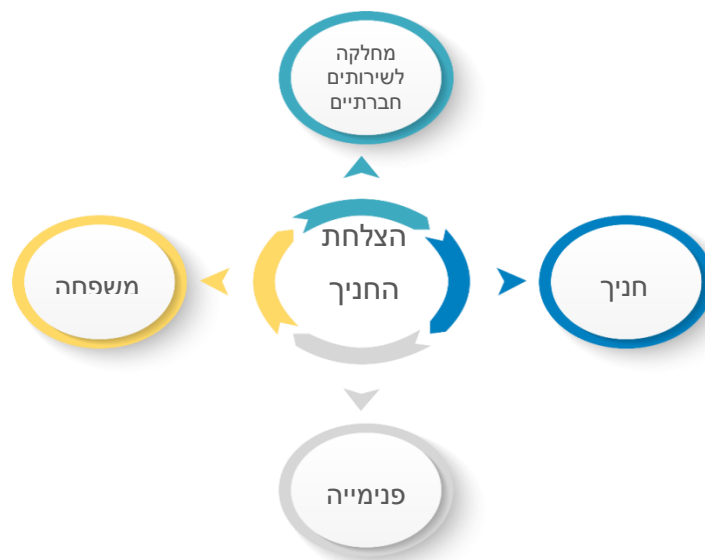 מחלקה
לשירותים
חברתיים
הצלחת
החניך
חניך
משפחה
פנימייה